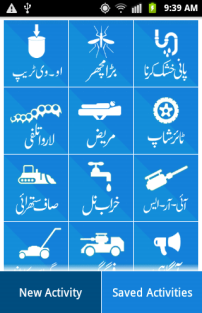 9:39 AM
پانی خشک کرنا
بڑا مچھر
او۔وی ٹریپ
ٹائر شاپ
مریض
لاروا تلفی
آئی۔آر۔ایس
خراب نل
صاف ستھرائی
New Activity
Saved Activities